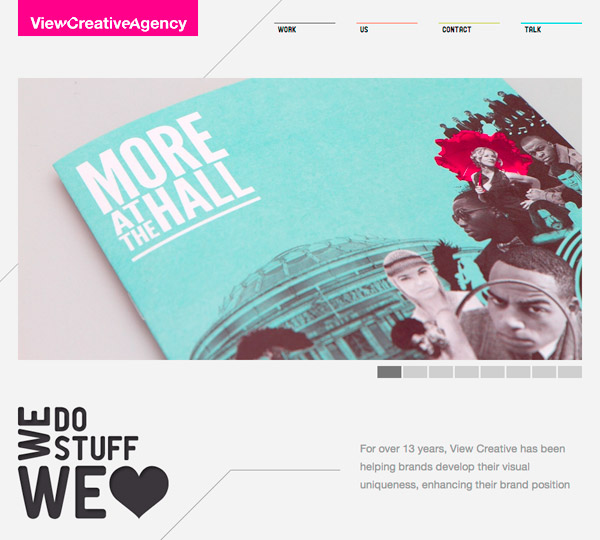 ViewCreativeAgency
WORK
US
CONTACT
TALK
MORE
AT
THE HALL
WE DO
STUFF
WE
For over 13 years, View Creative has been
helping brands develop their visual
uniqueness, enhancing their brand position